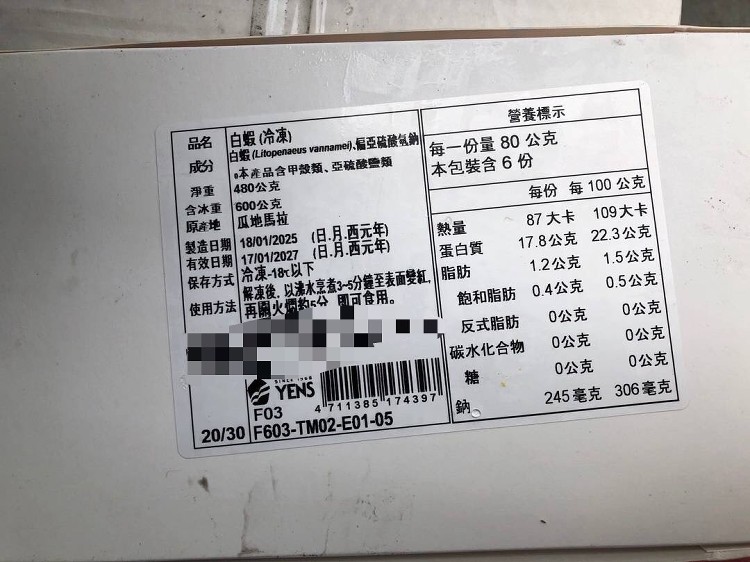 品名 白蝦(冷凍)
成分 白蝦(Litopenaeus vannamei)、偏亞硫酸氫鈉
。本產品含甲殼類、亞硫酸鹽類
淨重 480公克
含冰重 600公克
原產地 瓜地馬拉
製造日期 18/01/2025 (日.月.西元年)
有效日期 17/01/2027 (日.月.西元年)
保存方式 冷凍-18℃以下
使用方法 解凍後, 以沸水烹煮3~5分鐘至表面變紅,
再關火燜約5分 即可食用。
SINCE 1968
YENS
4 711385 174397
F03
20/30 F603-TM02-E01-05
營養標示
每一份量 80 公克
本包裝含 6 份
每份 每 100 公克
熱量 87 大卡 109大卡
蛋白質 17.8公克 22.3公克
脂肪 1.2公克 1.5公克
飽和脂肪 0.4公克 0.5公克
反式脂肪 0公克 0公克
碳水化合物 0公克 0公克
糖 0公克 0公克
鈉 245毫克 306毫克